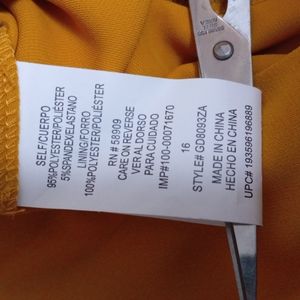 SELF/CUERPO
95%POLYESTER/POLIÉSTER
5%SPANDEX/ELASTANO
LINING/FORRO
100%POLYESTER/POLIÉSTER
RN # 58909
CARE ON REVERSE
VER AL DORSO
PARA CUIDADO
IMP#100-00071670
16
STYLE# GD8093ZA
MADE IN CHINA
HECHO EN CHINA
UPC# 193596196889